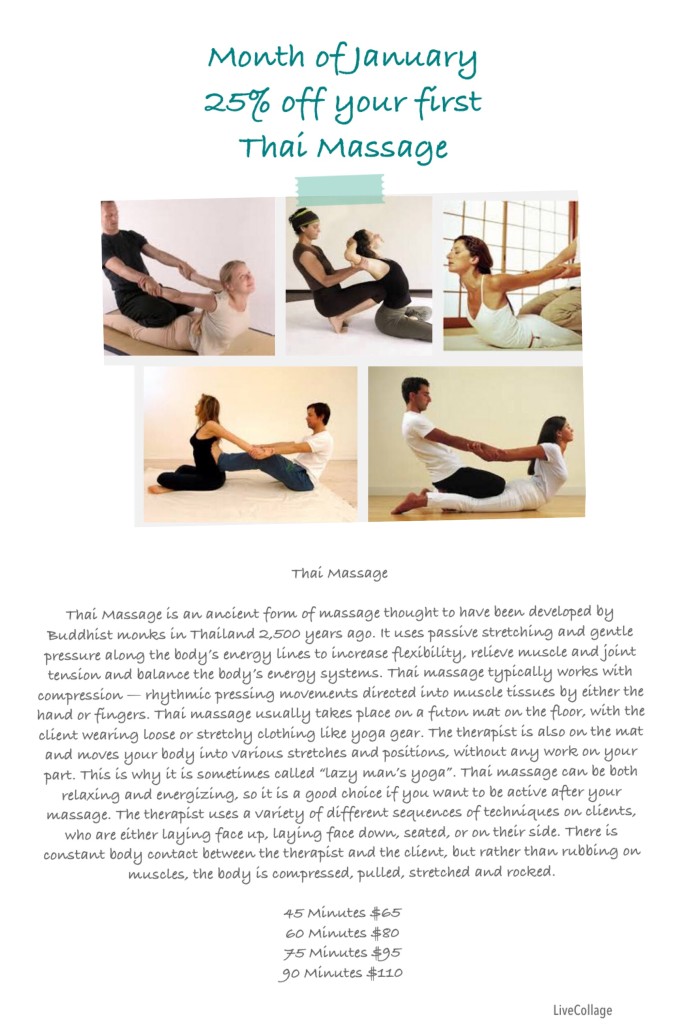 Month of January
25% off your first
Thai Massage
Thai Massage
Thai Massage is an ancient form of massage thought to have been developed by
Buddhist monks in Thailand 2,500 years ago. It uses passive stretching and gentle
pressure along the body's energy lines to increase flexibility, relieve muscle and joint
tension and balance the body's energy systems. Thai massage typically works with
compression — rhythmic pressing movements directed into muscle tissues by either the
hand or fingers. Thai massage usually takes place on a futon mat on the floor, with the
client wearing loose or stretchy clothing like yoga gear. The therapist is also on the mat
and moves your body into various stretches and positions, without any work on your
part. This is why it is sometimes called "lazy man's yoga". Thai massage can be both
relaxing and energizing, so it is a good choice if you want to be active after your
massage. The therapist uses a variety of different sequences of techniques on clients,
who are either laying face up, laying face down, seated, or on their side. There is
constant body contact between the therapist and the client, but rather than rubbing on
muscles, the body is compressed, pulled, stretched and rocked.
45 Minutes $65
60 Minutes $80
75 Minutes $95
90 Minutes $110
LiveCollage